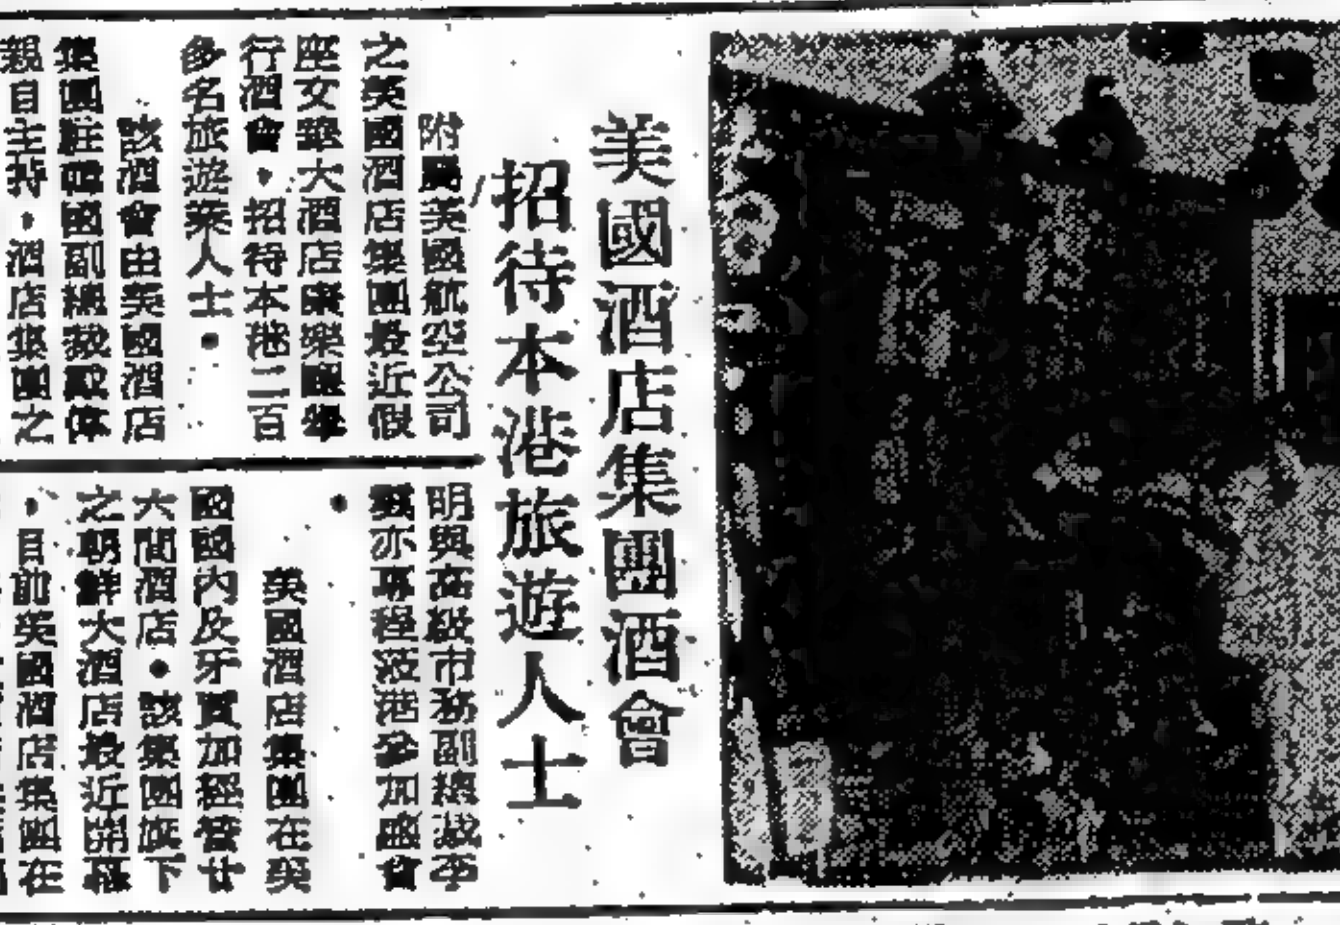 美國酒店集團酒會
招待本港旅遊人士
附屬美國航空公司
之美國酒店集團最近假
座文華大酒店康樂廳舉
行酒會，招待本港二百
多名旅遊業人士。
該酒會由美國酒店
集團駐韓國副總裁
親自主持，酒店集團之
明與高級市務副總裁李
亦專程返港參加盛會
。
美國酒店集團在美
國國內及牙買加經營廿
大間酒店。該集團旗下
之朝鮮大酒店最近開幕
，目前美國酒店集團在